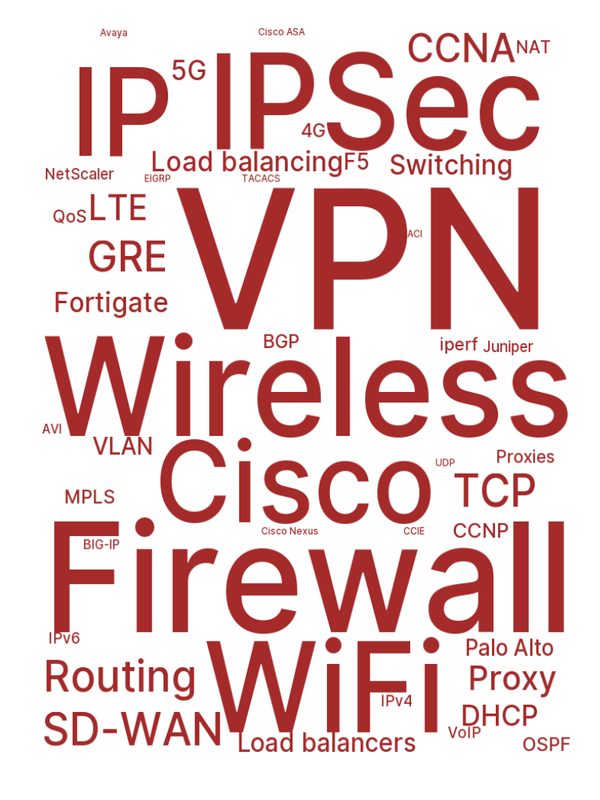 Avaya
Cisco ASA
CCNA
NAT
5G
IP
IPSec
4G
Load balancing
F5
Switching
NetScaler
EIGRP
TACACS
QoS
LTE
VPN
ACI
GRE
Fortigate
BGP
iperf
Juniper
Wireless
AVI
VLAN
Cisco
UDP
Proxies
TCP
MPLS
Cisco Nexus
CCIE
CCNP
BIG-IP
Firewall
IPv6
WiFi
Palo Alto
Routing
Proxy
IPv4
DHCP
SD-WAN
VoIP
Load balancers
OSPF